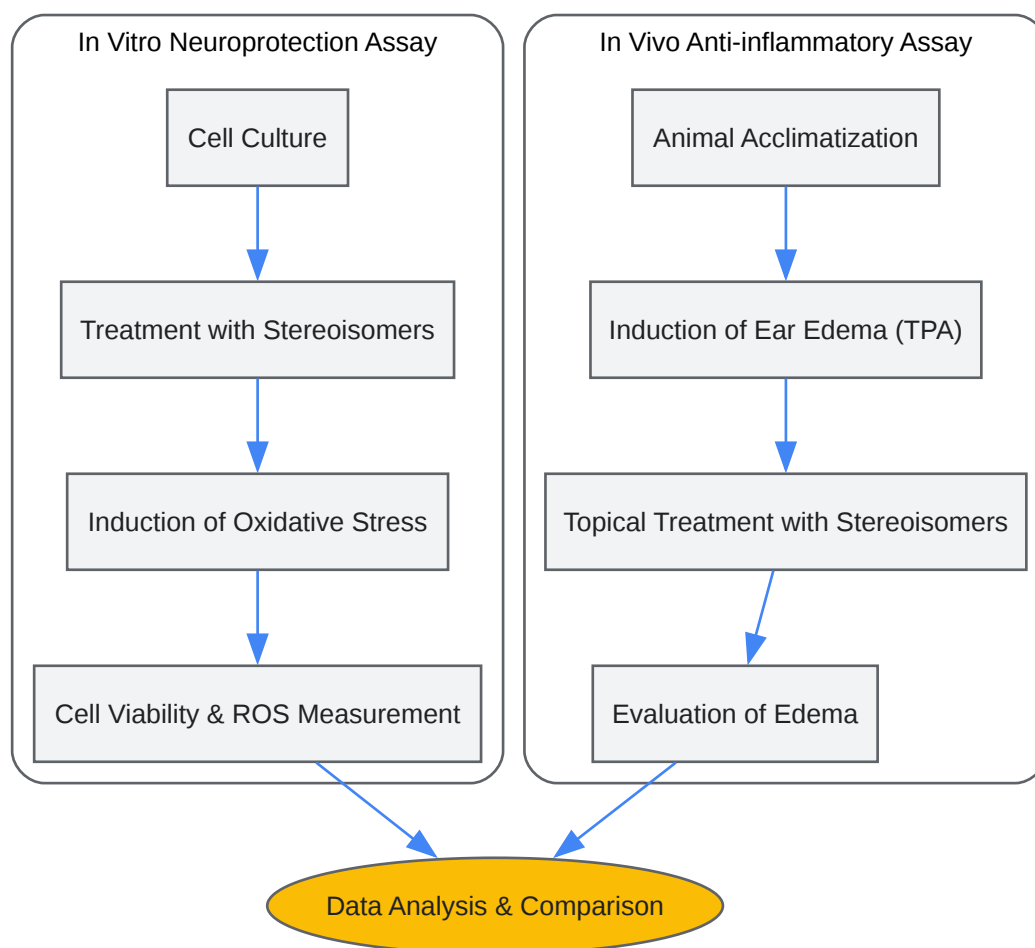 In Vitro Neuroprotection Assay
Cell Culture
Treatment with Stereoisomers
Induction of Oxidative Stress
Cell Viability & ROS Measurement
In Vivo Anti-inflammatory Assay
Animal Acclimatization
Induction of Ear Edema (TPA)
Topical Treatment with Stereoisomers
Evaluation of Edema
Data Analysis & Comparison